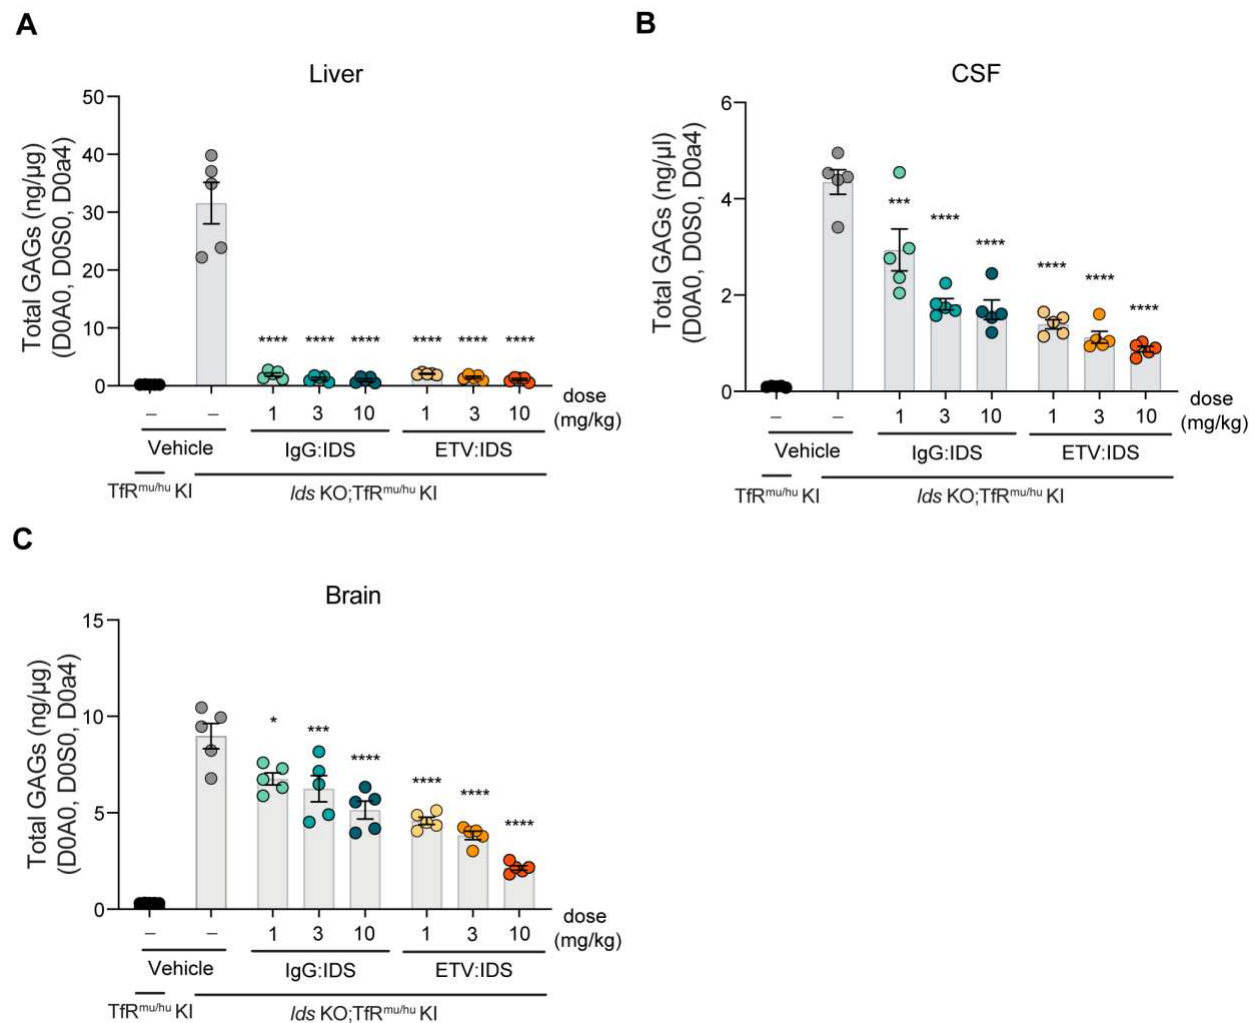 A
Liver
Total GAGs (ng/µg)
(D0A0, D0S0, D0a4)
50
40
30
20
10
0
**** **** **** **** **** ****
– – 1 3 10 1 3 10
dose
(mg/kg)
Vehicle IgG:IDS ETV:IDS
TfRmu/hu KI Ids KO;TfRmu/hu KI
B
CSF
Total GAGs (ng/µl)
(D0A0, D0S0, D0a4)
6
4
2
0
*** **** **** **** **** ****
– – 1 3 10 1 3 10
dose
(mg/kg)
Vehicle IgG:IDS ETV:IDS
TfRmu/hu KI Ids KO;TfRmu/hu KI
C
Brain
Total GAGs (ng/µg)
(D0A0, D0S0, D0a4)
15
10
5
0
* *** **** **** **** ****
– – 1 3 10 1 3 10
dose
(mg/kg)
Vehicle IgG:IDS ETV:IDS
TfRmu/hu KI Ids KO;TfRmu/hu KI